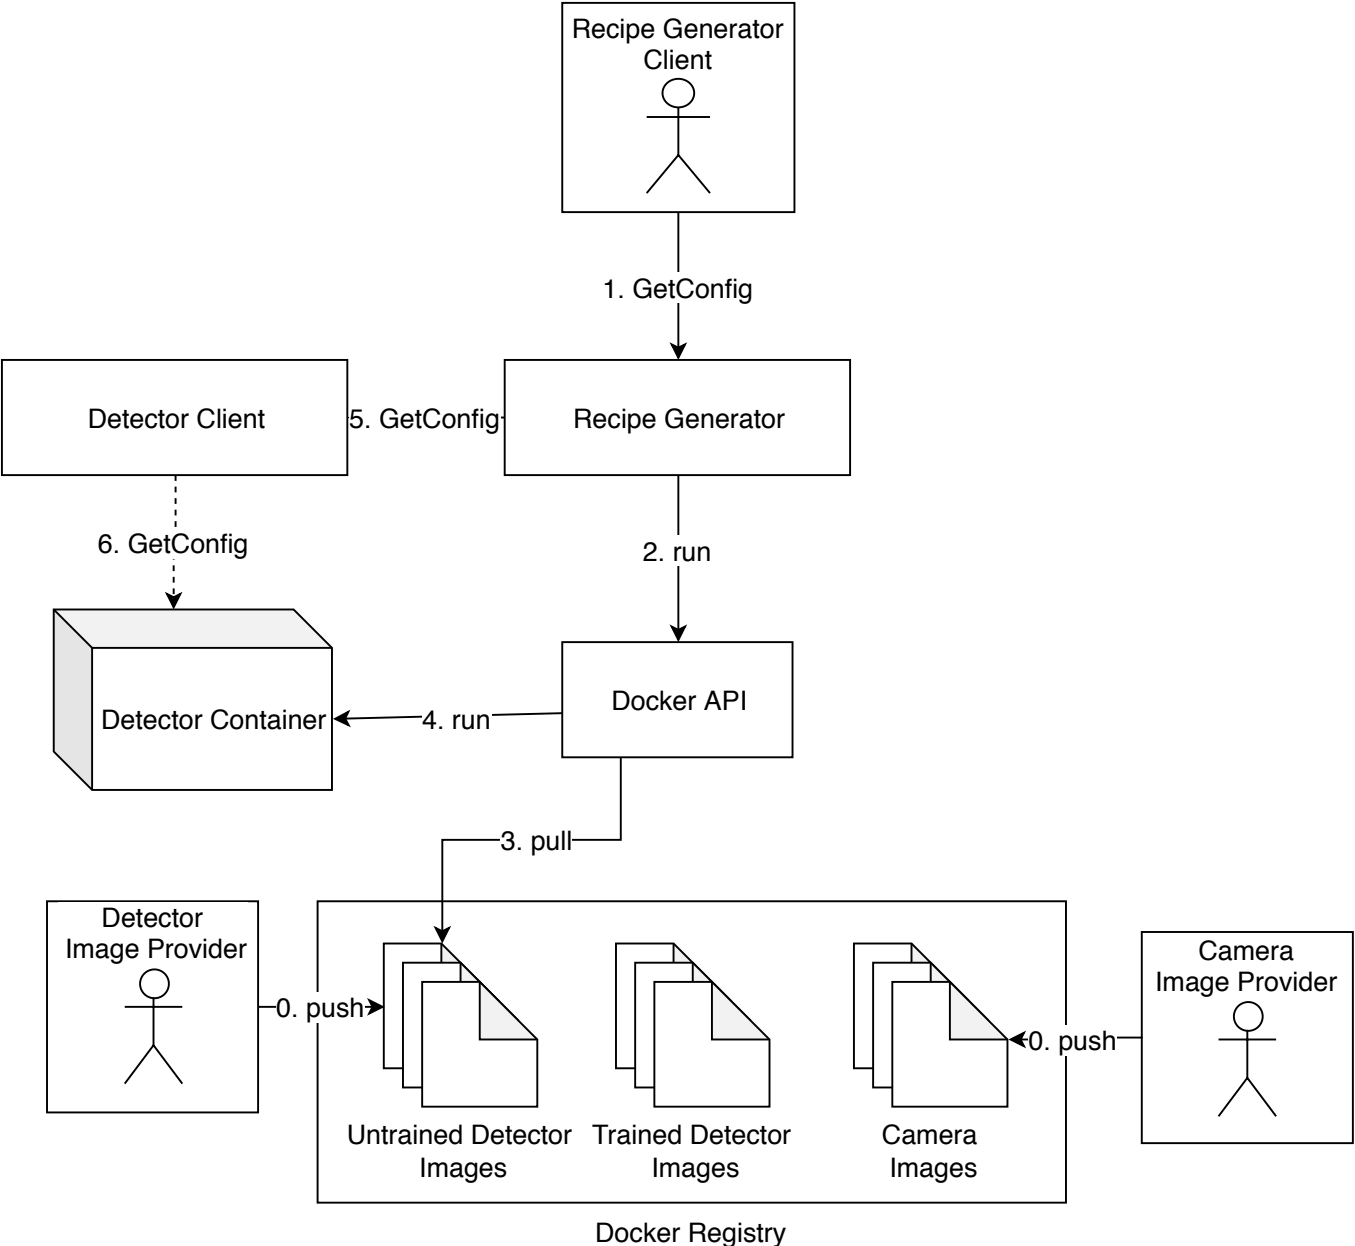 Recipe Generator
Client
1. GetConfig
Detector Client
5. GetConfig
Recipe Generator
6. GetConfig
2. run
Detector Container
4. run
Docker API
3. pull
Detector
Image Provider
0. push
Camera
Image Provider
0. push
Untrained Detector
Images
Trained Detector
Images
Camera
Images
Docker Registry